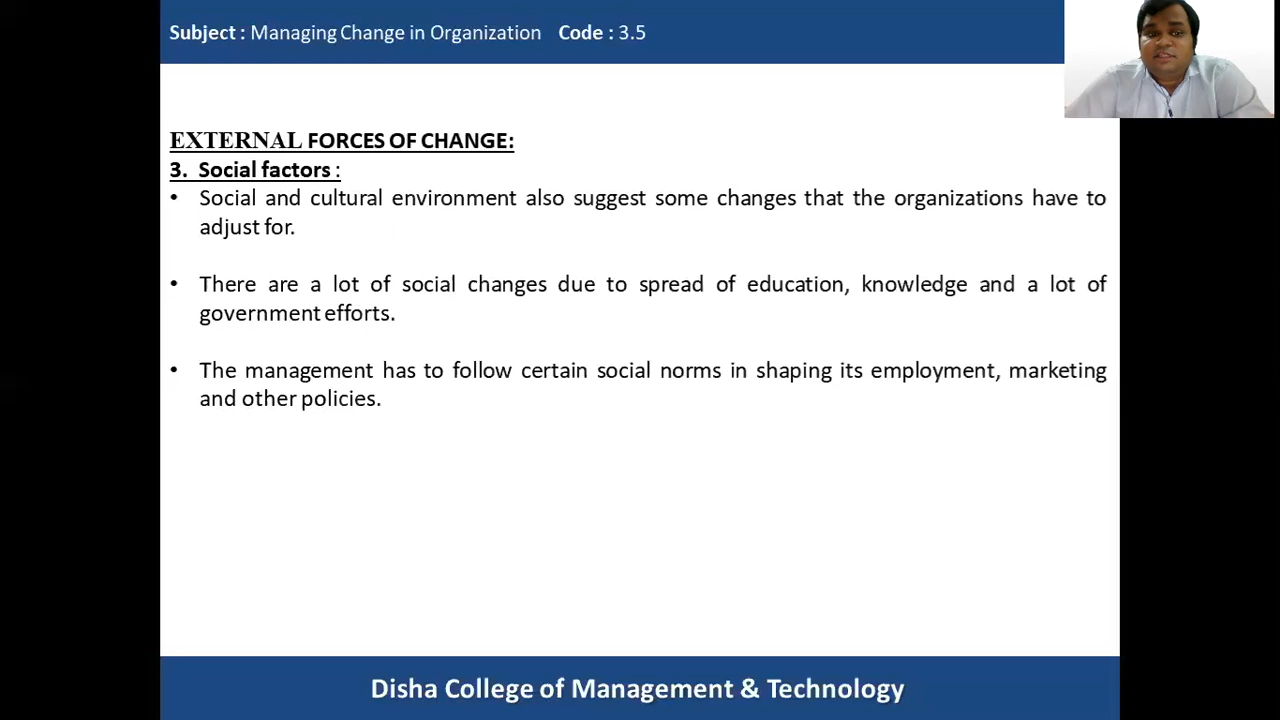 Subject : Managing Change in Organization Code : 3.5
EXTERNAL FORCES OF CHANGE:
3. Social factors :
• Social and cultural environment also suggest some changes that the organizations have to
adjust for.
• There are a lot of social changes due to spread of education, knowledge and a lot of
government efforts.
• The management has to follow certain social norms in shaping its employment, marketing
and other policies.
Disha College of Management & Technology